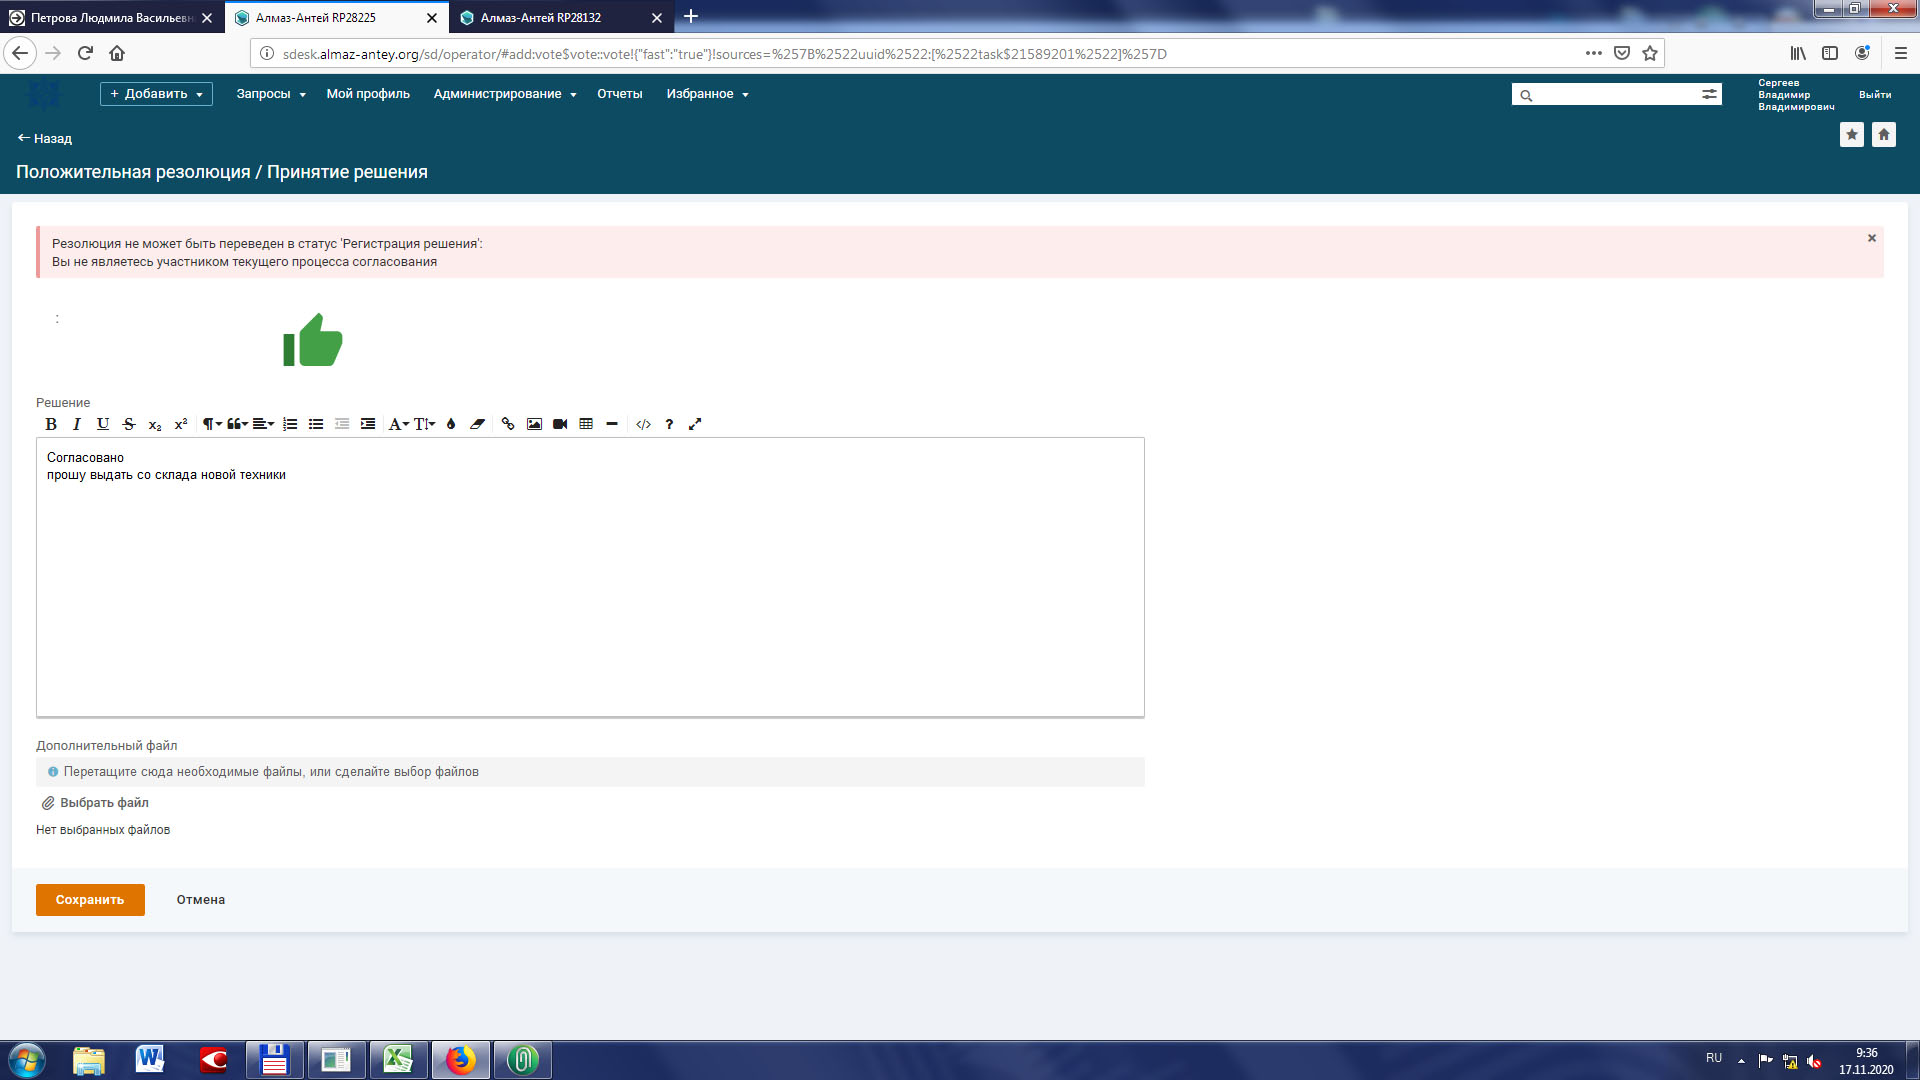 Петрова Людмила Васильевн
Алмаз-Антей RP28225
Алмаз-Антей RP28132
sdesk.almaz-antey.org/sd/operator/#add:vote$vote::vote!{"fast":"true"}!sources=%257B%2522uuid%2522:[%2522task$21589201%2522]%257D
+ Добавить
Запросы
Мой профиль
Администрирование
Отчеты
Избранное
Сергеев
Владимир
Владимирович
Выйти
← Назад
Положительная резолюция / Принятие решения
Резолюция не может быть переведен в статус 'Регистрация решения':
Вы не являетесь участником текущего процесса согласования
:
Решение
Согласовано
прошу выдать со склада новой техники
Дополнительный файл
Перетащите сюда необходимые файлы, или сделайте выбор файлов
Выбрать файл
Нет выбранных файлов
Сохранить
Отмена
RU
9:36
17.11.2020